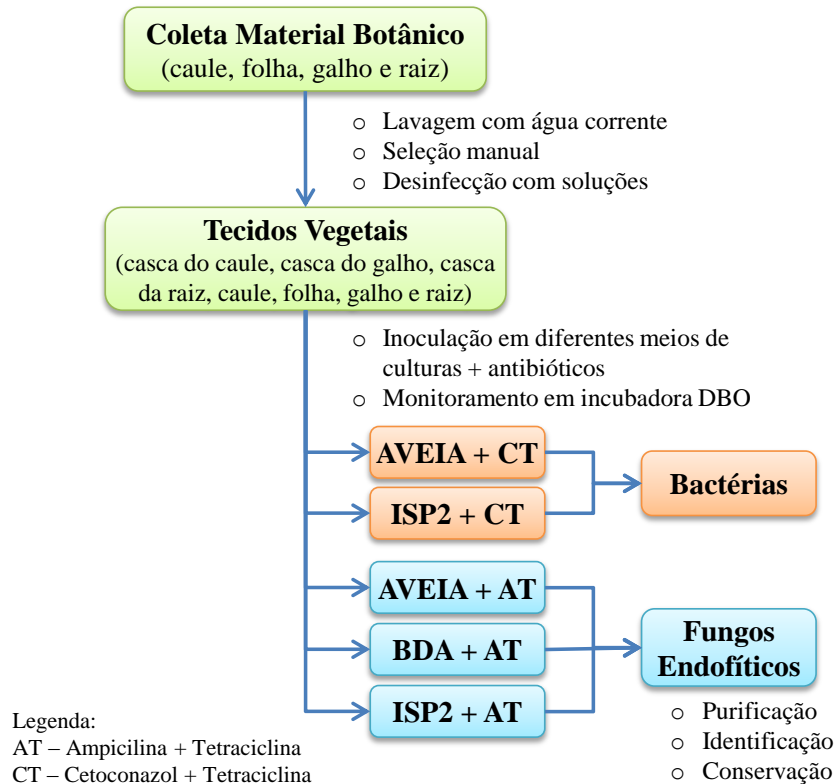 Coleta Material Botânico
(caule, folha, galho e raiz)
o Lavagem com água corrente
o Seleção manual
o Desinfecção com soluções
Tecidos Vegetais
(casca do caule, casca do galho, casca
da raiz, caule, folha, galho e raiz)
o Inoculação em diferentes meios de
culturas + antibióticos
o Monitoramento em incubadora DBO
AVEIA + CT
ISP2 + CT
Bactérias
AVEIA + AT
BDA + AT
ISP2 + AT
Fungos
Endofíticos
o Purificação
o Identificação
o Conservação
Legenda:
AT – Ampicilina + Tetraciclina
CT – Cetoconazol + Tetraciclina